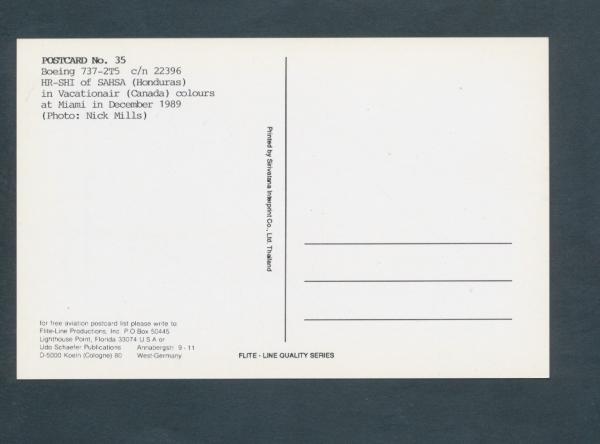 POSTCARD No. 35
Boeing 737-2T5 c/n 22396
HR-SHI of SAHSA (Honduras)
in Vacationair (Canada) colours
at Miami in December 1989
(Photo: Nick Mills)
Printed by Sirivatana Interprint Co., Ltd. Thailand
for free aviation postcard list please write to
Flite-Line Productions, Inc. P.O Box 50445
Lighthouse Point, Florida 33074 U S A or
Udo Schaefer Publications Annabergstr 9 - 11
D-5000 Koeln (Cologne) 80 West-Germany
FLITE - LINE QUALITY SERIES